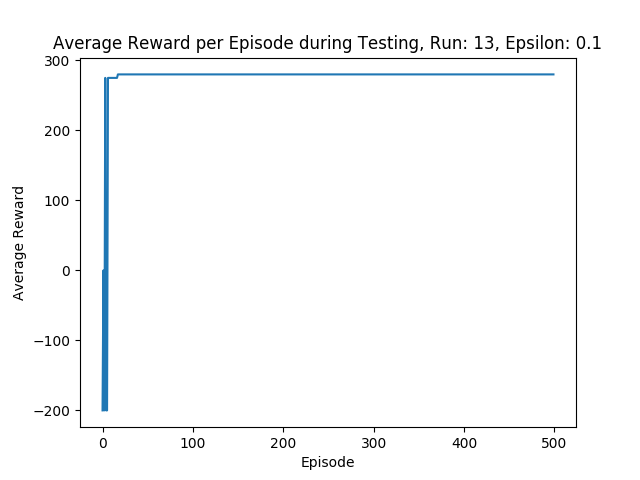 Average Reward per Episode during Testing, Run: 13, Epsilon: 0.1
300
200
100
0
−100
−200
Average Reward
0 100 200 300 400 500
Episode